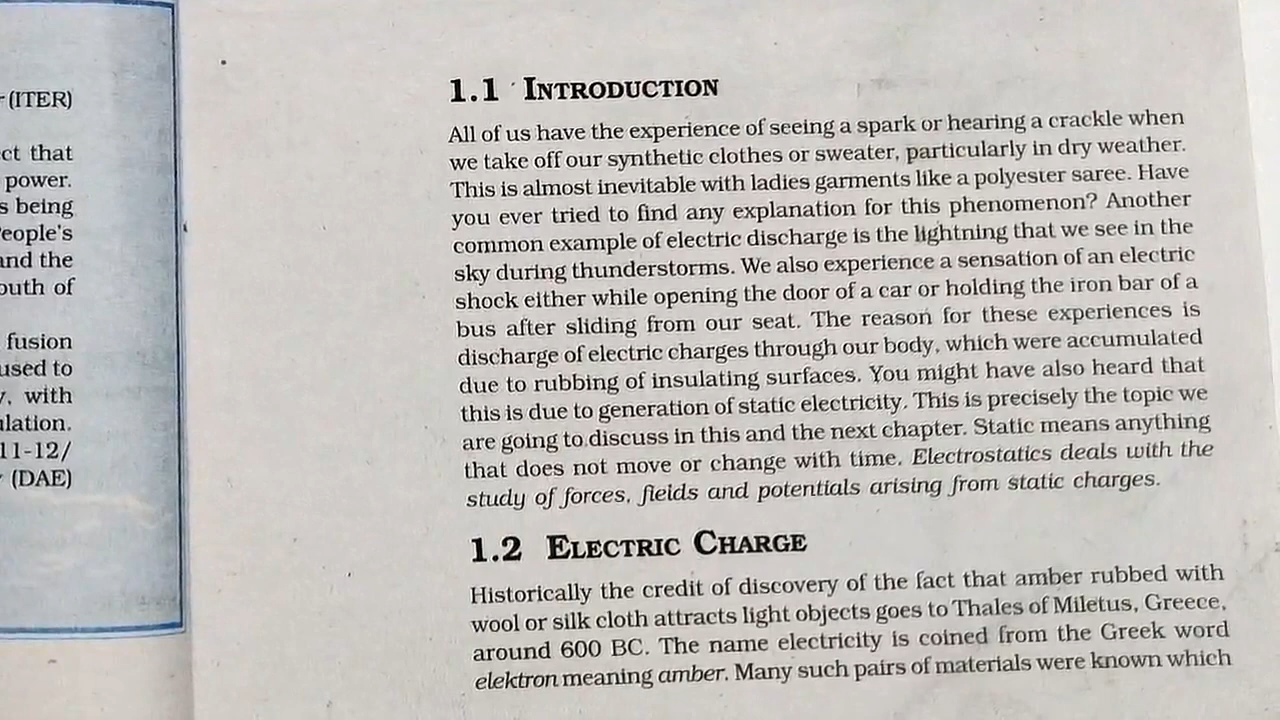 (ITER)
ct that
power.
s being
eople's
and the
outh of
fusion
used to
y, with
ulation.
11-12/
(DAE)
1.1 INTRODUCTION
All of us have the experience of seeing a spark or hearing a crackle when
we take off our synthetic clothes or sweater, particularly in dry weather.
This is almost inevitable with ladies garments like a polyester saree. Have
you ever tried to find any explanation for this phenomenon? Another
common example of electric discharge is the lightning that we see in the
sky during thunderstorms. We also experience a sensation of an electric
shock either while opening the door of a car or holding the iron bar of a
bus after sliding from our seat. The reason for these experiences is
discharge of electric charges through our body, which were accumulated
due to rubbing of insulating surfaces. You might have also heard that
this is due to generation of static electricity. This is precisely the topic we
are going to discuss in this and the next chapter. Static means anything
that does not move or change with time. Electrostatics deals with the
study of forces, fields and potentials arising from static charges.
1.2 ELECTRIC CHARGE
Historically the credit of discovery of the fact that amber rubbed with
wool or silk cloth attracts light objects goes to Thales of Miletus, Greece,
around 600 BC. The name electricity is coined from the Greek word
elektron meaning amber. Many such pairs of materials were known which